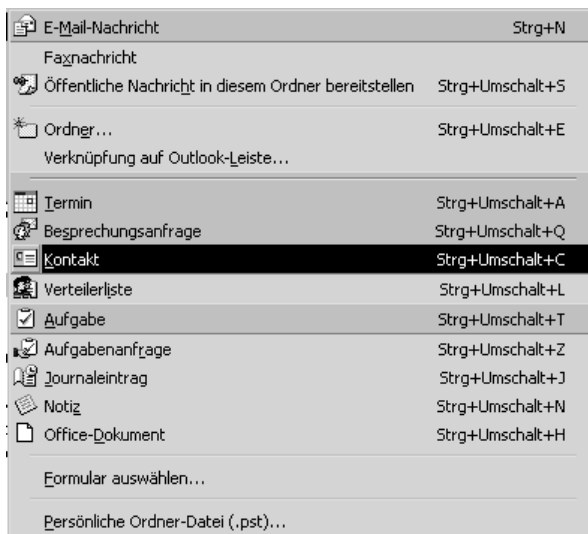 E-Mail-Nachricht Strg+N
Faxnachricht
Öffentliche Nachricht in diesem Ordner bereitstellen Strg+Umschalt+S
Ordner... Strg+Umschalt+E
Verknüpfung auf Outlook-Leiste...
Termin Strg+Umschalt+A
Besprechungsanfrage Strg+Umschalt+Q
Kontakt Strg+Umschalt+C
Verteilerliste Strg+Umschalt+L
Aufgabe Strg+Umschalt+T
Aufgabenanfrage Strg+Umschalt+Z
Journaleintrag Strg+Umschalt+J
Notiz Strg+Umschalt+N
Office-Dokument Strg+Umschalt+H
Formular auswählen...
Persönliche Ordner-Datei (.pst)...